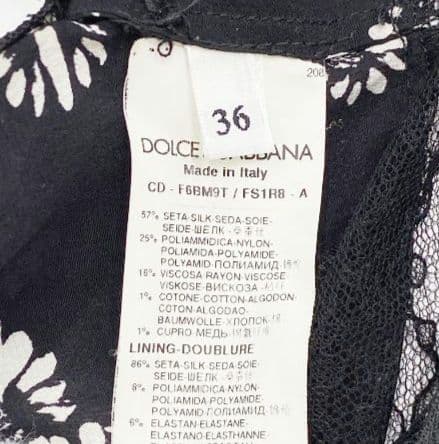 208
36
DOLCE GABBANA
Made in Italy
CD - F6BM9T / FS1R8 - A
57% SETA-SILK-SEDA-SOIE-
SEIDE-ШЕЛК-
25% POLIAMMIDICA-NYLON-
POLIAMIDA-POLYAMIDE-
POLYAMID-ПОЛИАМИД-
16% VISCOSA-RAYON-VISCOSE
VISKOSE-ВИСКОЗА-
1% COTONE-COTTON-ALGODON-
COTON-ALGODAO-
BAUMWOLLE-ХЛОПОК-
1% CUPRO-МЕДЬ-
LINING-DOUBLURE
86% SETA-SILK-SEDA-SOIE-
SEIDE-ШЕЛК-
8% POLIAMMIDICA-NYLON-
POLIAMIDA-POLYAMIDE-
POLYAMID-ПОЛИАМИД-
6% ELASTAN-ELASTANE-
ELASTANO-ELASTHANNE-